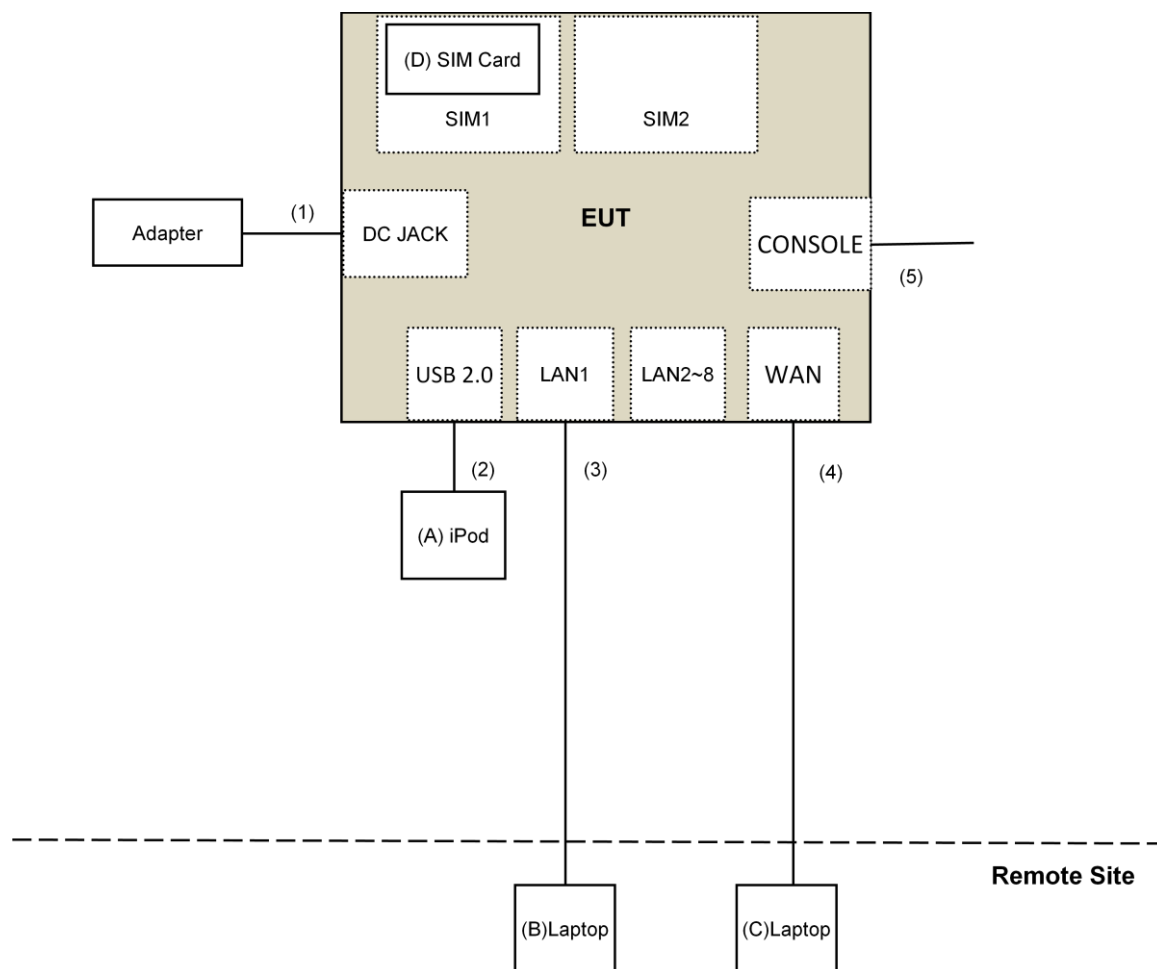 (D) SIM Card
SIM1
SIM2
Adapter
(1)
DC JACK
EUT
CONSOLE
(5)
USB 2.0
LAN1
LAN2~8
WAN
(2)
(3)
(4)
(A) iPod
Remote Site
(B)Laptop
(C)Laptop